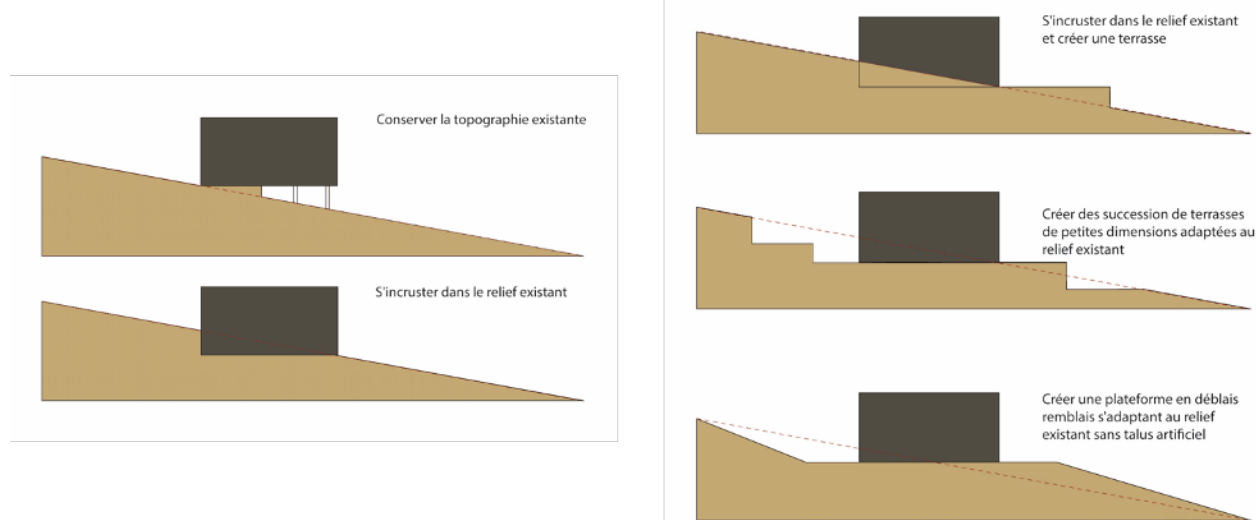 Conserver la topographie existante
S'incruster dans le relief existant
S'incruster dans le relief existant
et créer une terrasse
Créer des succession de terrasses
de petites dimensions adaptées au
relief existant
Créer une plateforme en déblais
remblais s'adaptant au relief
existant sans talus artificiel